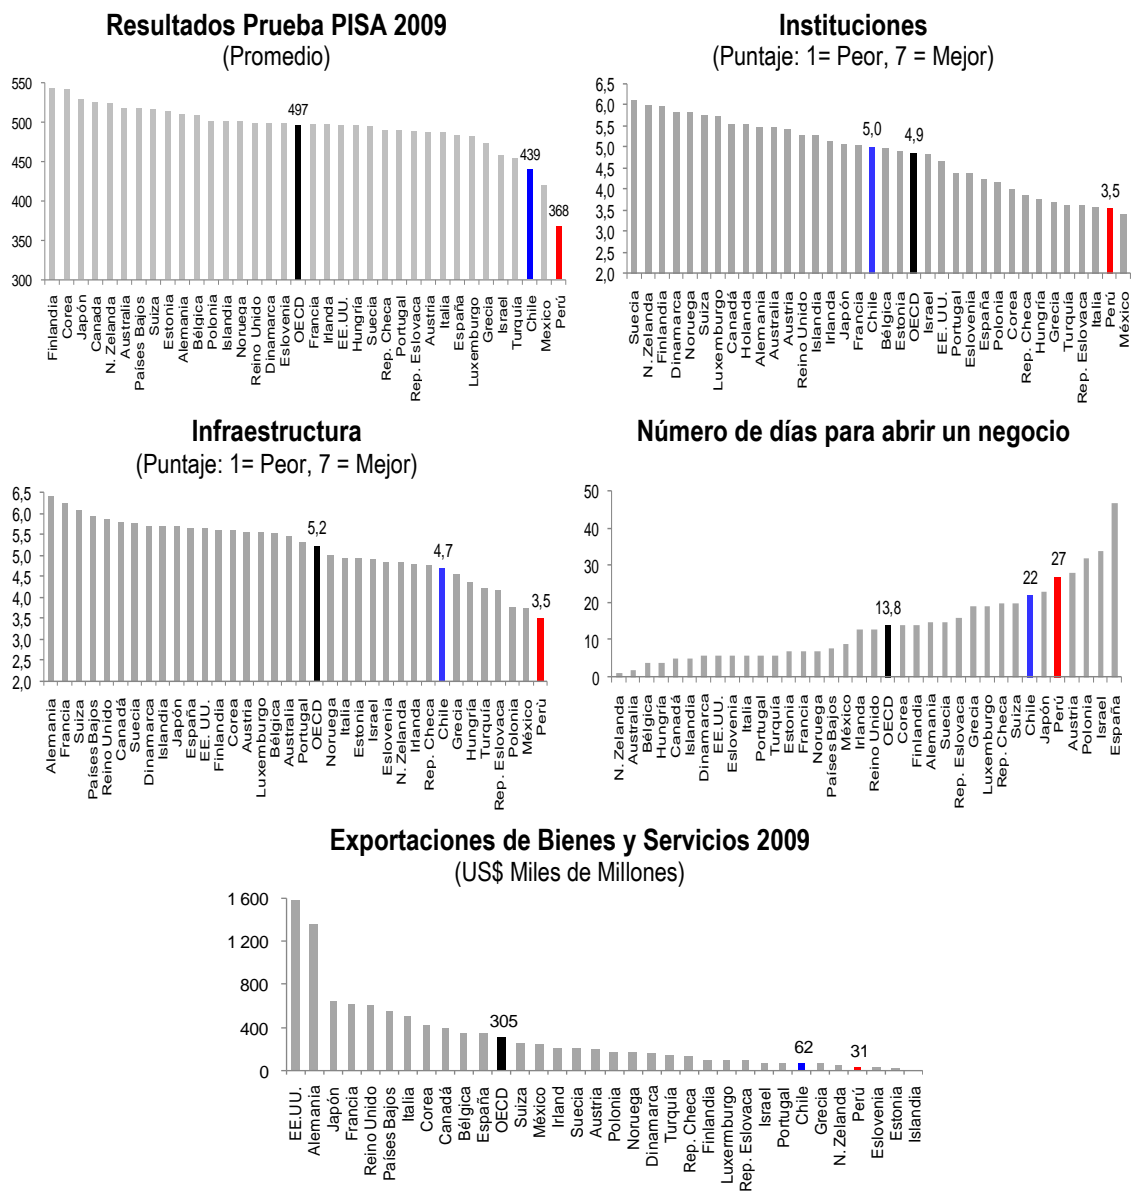 Resultados Prueba PISA 2009
(Promedio)
550
500
450
400
350
300
497
439
368
Finlandia
Corea
Japón
Canada
N. Zelanda
Australia
Países Bajos
Suiza
Estonia
Alemania
Bélgica
Polonia
Islandia
Noruega
Reino Unido
Dinamarca
Eslovenia
OECD
Francia
Irlanda
EE. UU.
Hungría
Suecia
Rep. Checa
Portugal
Rep. Eslovaca
Austria
Italia
España
Luxemburgo
Grecia
Israel
Turquía
Chile
Mexico
Perú
Instituciones
(Puntaje: 1= Peor, 7 = Mejor)
6,5
6,0
5,5
5,0
4,5
4,0
3,5
3,0
2,5
2,0
5,0
4,9
3,5
Suecia
N. Zelanda
Finlandia
Dinamarca
Noruega
Suiza
Luxemburgo
Canadá
Holanda
Alemania
Australia
Austria
Reino Unido
Islandia
Irlanda
Japón
Francia
Chile
Bélgica
Estonia
OECD
Israel
EE. UU.
Portugal
Eslovenia
España
Polonia
Corea
Rep. Checa
Hungría
Grecia
Turquía
Rep. Eslovaca
Italia
Perú
México
Infraestructura
(Puntaje: 1= Peor, 7 = Mejor)
6,5
6,0
5,5
5,0
4,5
4,0
3,5
3,0
2,5
2,0
5,2
4,7
3,5
Alemania
Francia
Suiza
Países Bajos
Reino Unido
Canadá
Suecia
Dinamarca
Islandia
Japón
España
EE. UU.
Finlandia
Corea
Austria
Luxemburgo
Bélgica
Australia
Portugal
OECD
Noruega
Italia
Estonia
Israel
Eslovenia
N. Zelanda
Irlanda
Rep. Checa
Chile
Grecia
Hungría
Turquía
Rep. Eslovaca
Polonia
México
Perú
Número de días para abrir un negocio
50
40
30
20
10
0
13,8
22
27
N. Zelanda
Australia
Bélgica
Hungría
Canadá
Islandia
Dinamarca
EE.UU.
Eslovenia
Italia
Portugal
Turquía
Estonia
Francia
Noruega
Países Bajos
México
Irlanda
Reino Unido
OECD
Corea
Finlandia
Alemania
Suecia
Rep. Eslovaca
Grecia
Luxemburgo
Rep. Checa
Suiza
Chile
Japón
Perú
Austria
Polonia
Israel
España
Exportaciones de Bienes y Servicios 2009
(US$ Miles de Millones)
1 600
1 200
800
400
0
305
62
31
EE.UU.
Alemania
Japón
Francia
Reino Unido
Países Bajos
Italia
Corea
Canadá
Bélgica
España
OECD
Suiza
México
Irland
Suecia
Austria
Polonia
Noruega
Dinamarca
Turquía
Rep. Checa
Finlandia
Luxermburgo
Rep. Eslovaca
Israel
Portugal
Chile
Grecia
N. Zelanda
Perú
Eslovenia
Estonia
Islandia